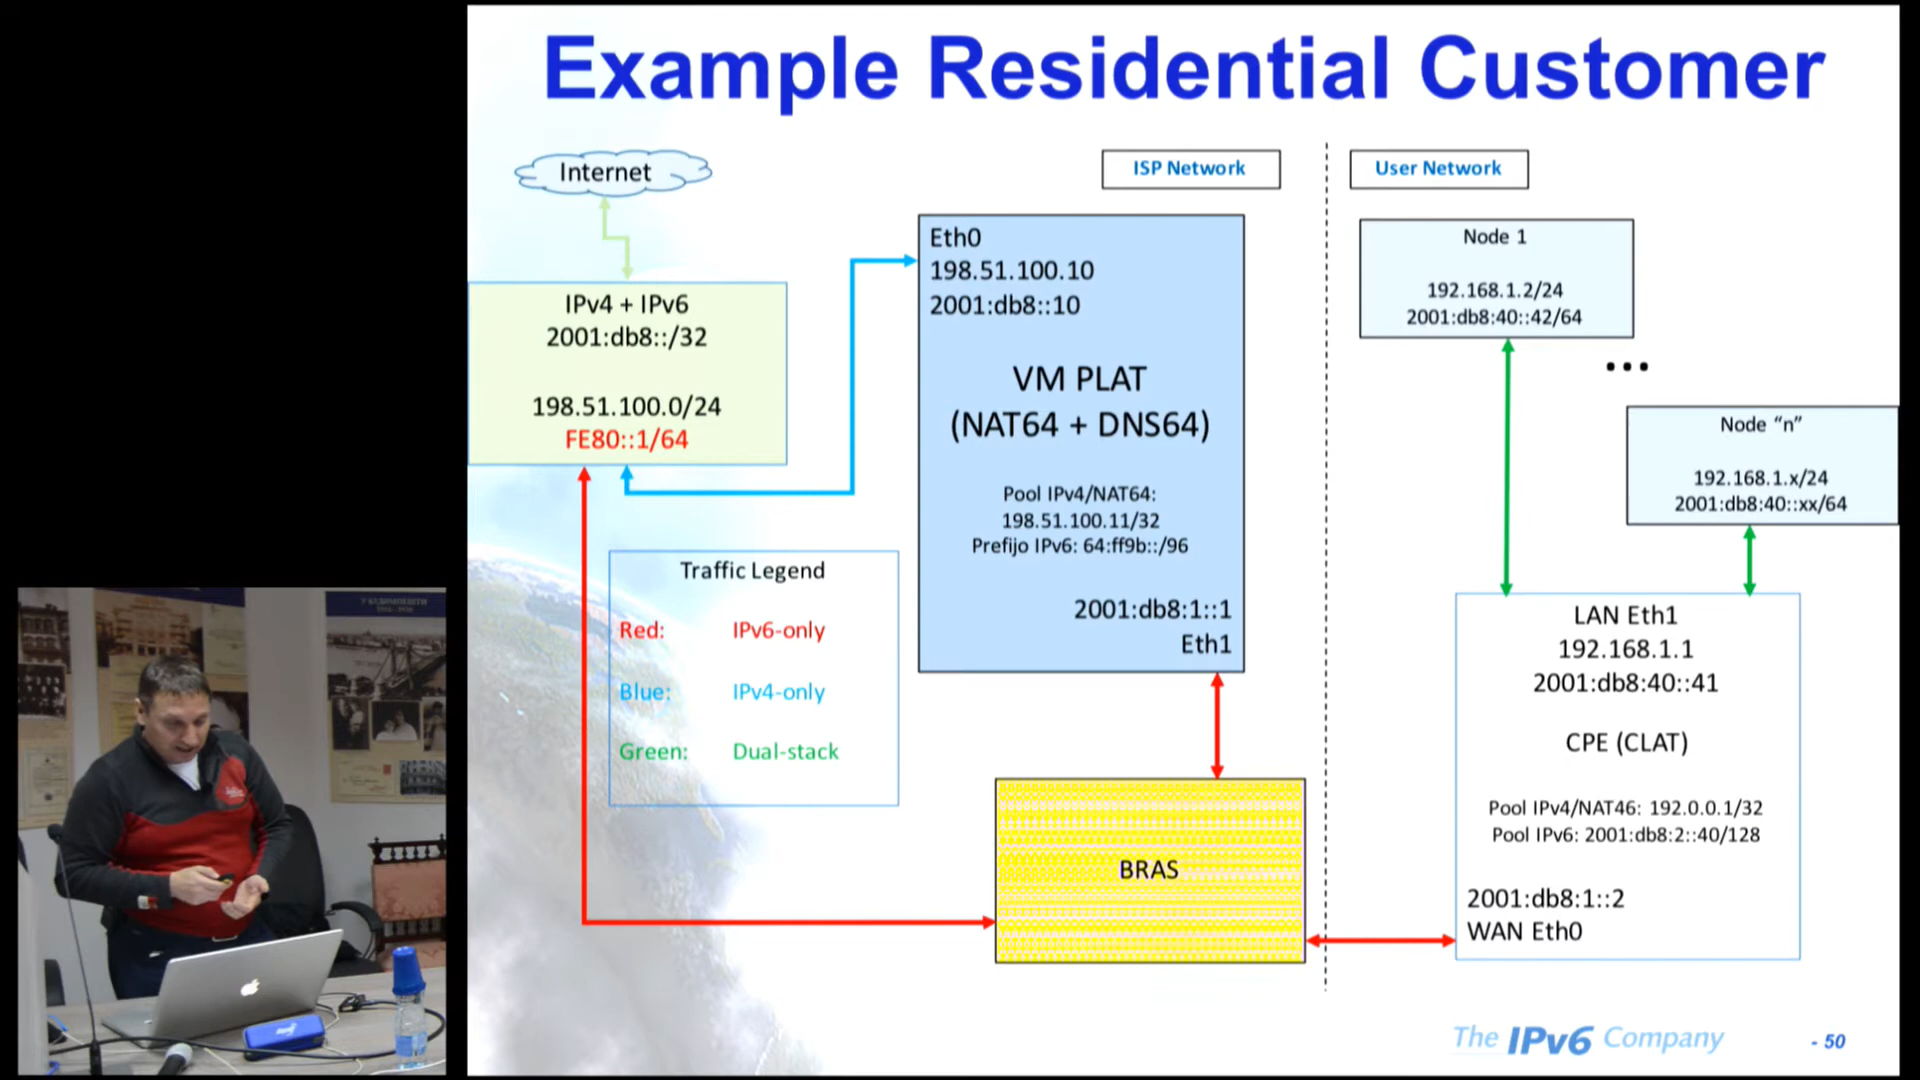 Example Residential Customer
Internet
ISP Network
User Network
IPv4 + IPv6
2001:db8::/32
198.51.100.0/24
FE80::1/64
Eth0
198.51.100.10
2001:db8::10
VM PLAT
(NAT64 + DNS64)
Pool IPv4/NAT64:
198.51.100.11/32
Prefijo IPv6: 64:ff9b::/96
2001:db8:1::1
Eth1
Node 1
192.168.1.2/24
2001:db8:40::42/64
...
Node “n”
192.168.1.x/24
2001:db8:40::xx/64
Traffic Legend
Red: IPv6-only
Blue: IPv4-only
Green: Dual-stack
BRAS
LAN Eth1
192.168.1.1
2001:db8:40::41
CPE (CLAT)
Pool IPv4/NAT46: 192.0.0.1/32
Pool IPv6: 2001:db8:2::40/128
2001:db8:1::2
WAN Eth0
The IPv6 Company
- 50